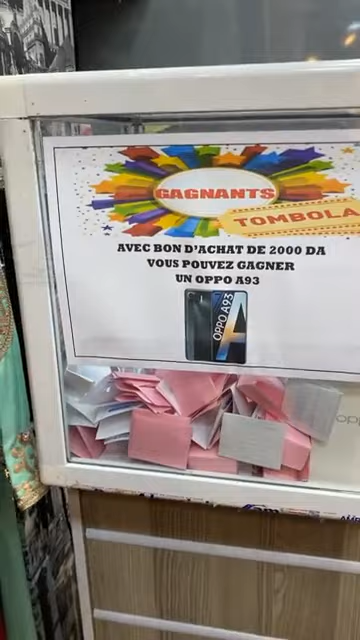 GAGNANTS
TOMBOLA
AVEC BON D'ACHAT DE 2000 DA
VOUS POUVEZ GAGNER
UN OPPO A93
OPPO A93